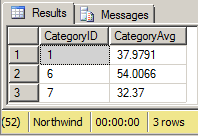 Results Messages
CategoryID CategoryAvg
1 1 37.9791
2 6 54.0066
3 7 32.37
(52) Northwind 00:00:00 3 rows